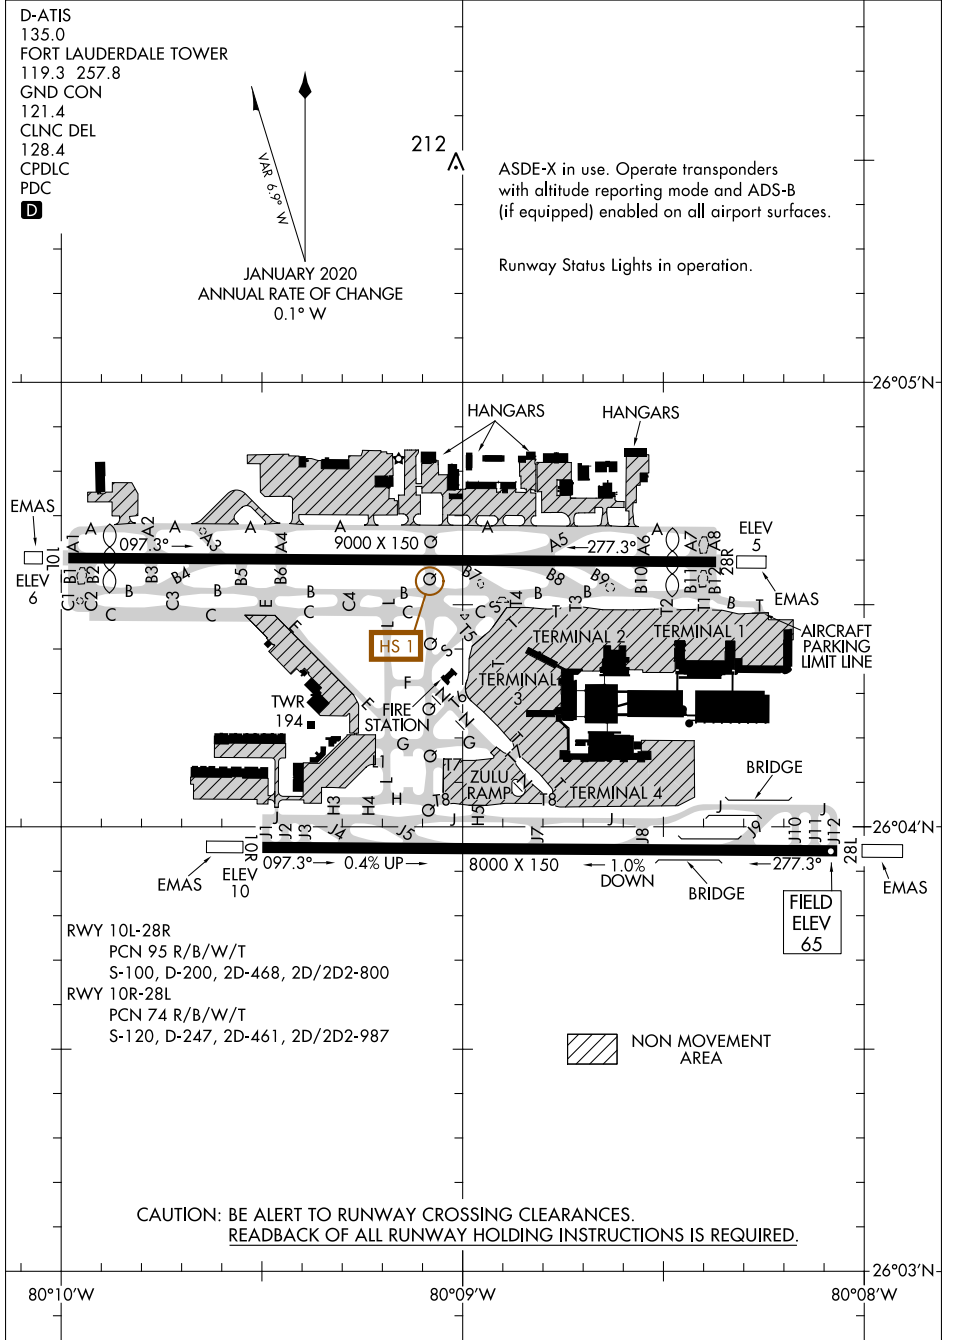 D-ATIS
135.0
FORT LAUDERDALE TOWER
119.3 257.8
GND CON
121.4
CLNC DEL
128.4
CPDLC
PDC
D
VAR 6.9° W
JANUARY 2020
ANNUAL RATE OF CHANGE
0.1° W
212
ASDE-X in use. Operate transponders
with altitude reporting mode and ADS-B
(if equipped) enabled on all airport surfaces.
Runway Status Lights in operation.
26°05'N
HANGARS
HANGARS
EMAS
A A2 A A A
A1 A3 A4 Q A5 A6 A7 A8
097.3°
9000 X 150
277.3°
ELEV
5
10L
28R
ELEV
6
EMAS
B1 B2 B3 B4 B5 B6 Q B7 B8 B9 B10 B11 B12
C1 C2 B C3 B E B C4 L B T4 B T3 B T2 T1 B T
C C C C C S T T
HS 1
L Q S T5
E
TERMINAL 2
TERMINAL 1
AIRCRAFT
PARKING
LIMIT LINE
T
TERMINAL
3
F
E
N T6
TWR
194
FIRE
STATION
Q N
G G
T
L1 Q T7
L
ZULU
RAMP
N
T
TERMINAL 4
H3 H4 H T8 T8
Q H5
BRIDGE
J J J J J
J1 J2 J3 J4 J5 J7 J8 J9 J10 J11 J12
26°04'N
10R
28L
097.3°
0.4% UP
8000 X 150
1.0%
DOWN
277.3°
EMAS
ELEV
10
BRIDGE
EMAS
FIELD
ELEV
65
RWY 10L-28R
PCN 95 R/B/W/T
S-100, D-200, 2D-468, 2D/2D2-800
RWY 10R-28L
PCN 74 R/B/W/T
S-120, D-247, 2D-461, 2D/2D2-987
NON MOVEMENT
AREA
CAUTION: BE ALERT TO RUNWAY CROSSING CLEARANCES.
READBACK OF ALL RUNWAY HOLDING INSTRUCTIONS IS REQUIRED.
26°03'N
80°10'W
80°09'W
80°08'W